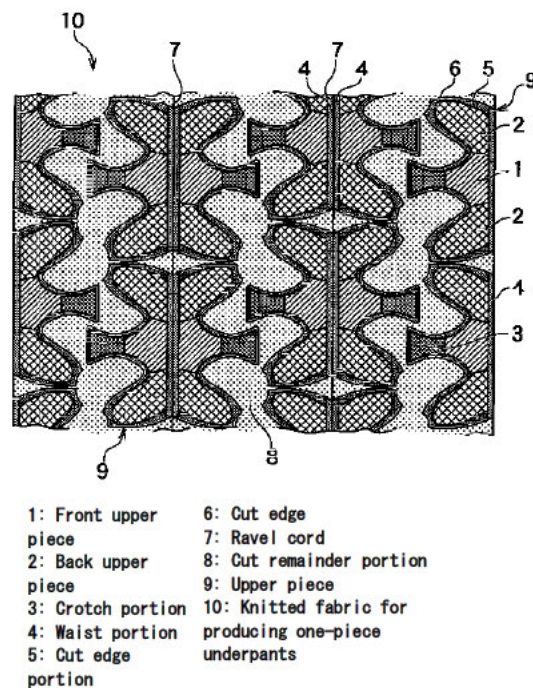 10
7
7
4
4
6
5
9
2
1
2
4
3
9
8
1: Front upper
piece
2: Back upper
piece
3: Crotch portion
4: Waist portion
5: Cut edge
portion
6: Cut edge
7: Ravel cord
8: Cut remainder portion
9: Upper piece
10: Knitted fabric for
producing one-piece
underpants